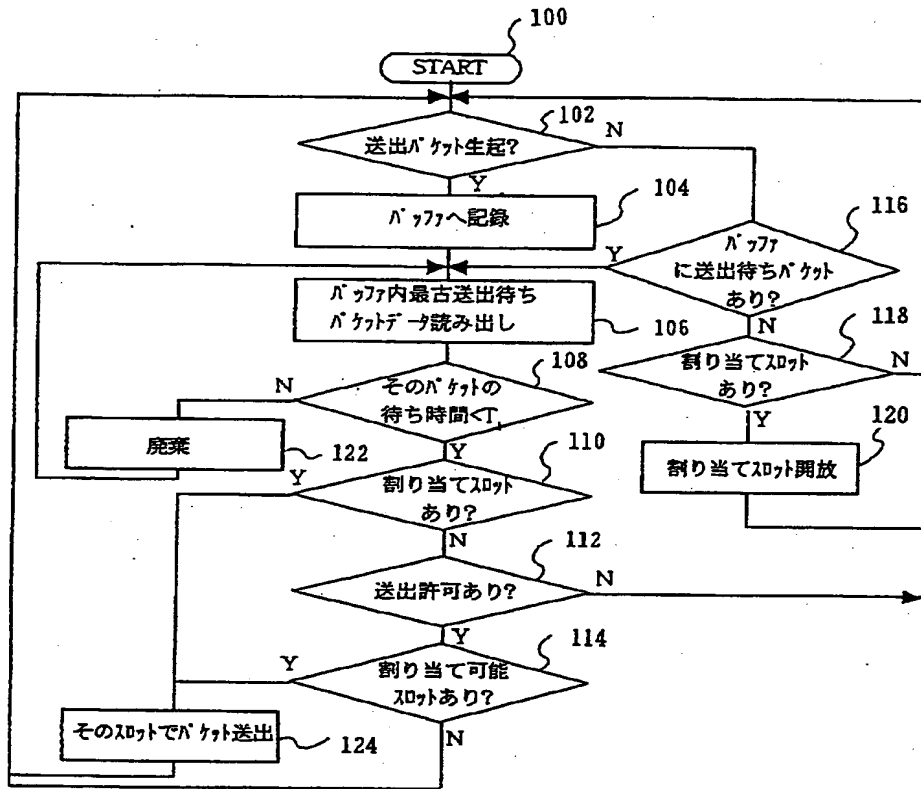 100
START
102
送出パケット生起?
N
Y
104
バッファへ記録
116
バッファ
に送出待ちパケット
あり?
Y
N
バッファ内最古送出待ち
パケットデータ読み出し
106
118
割り当てスロット
あり?
N
Y
108
そのパケットの
待ち時間<T
N
Y
120
割り当てスロット開放
廃棄
122
110
割り当てスロット
あり?
Y
N
112
送出許可あり?
N
Y
114
割り当て可能
スロットあり?
Y
N
そのスロットでパケット送出
124